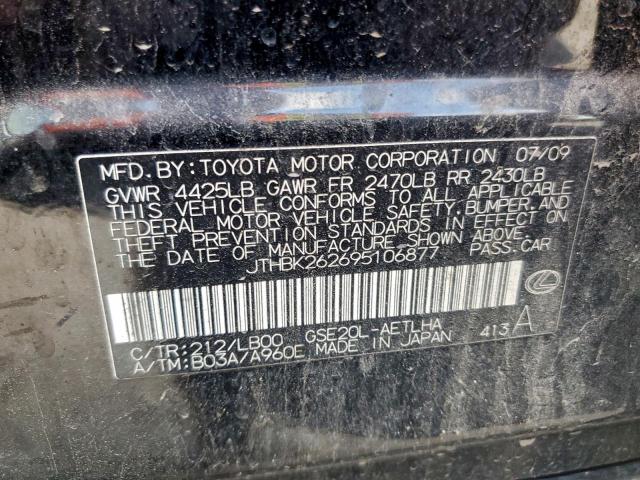 MFD. BY: TOYOTA MOTOR CORPORATION 07/09
GVWR 4425LB GAWR FR 2470LB RR 2430LB
THIS VEHICLE CONFORMS TO ALL APPLICABLE
FEDERAL MOTOR VEHICLE SAFETY, BUMPER, AND
THEFT PREVENTION STANDARDS IN EFFECT ON
THE DATE OF MANUFACTURE SHOWN ABOVE.
JTHBK262695106877 PASS. CAR
C/TR: 212/LB00 GSE20L-AETLHA
A/TM: B03A/A960E MADE IN JAPAN 413 A